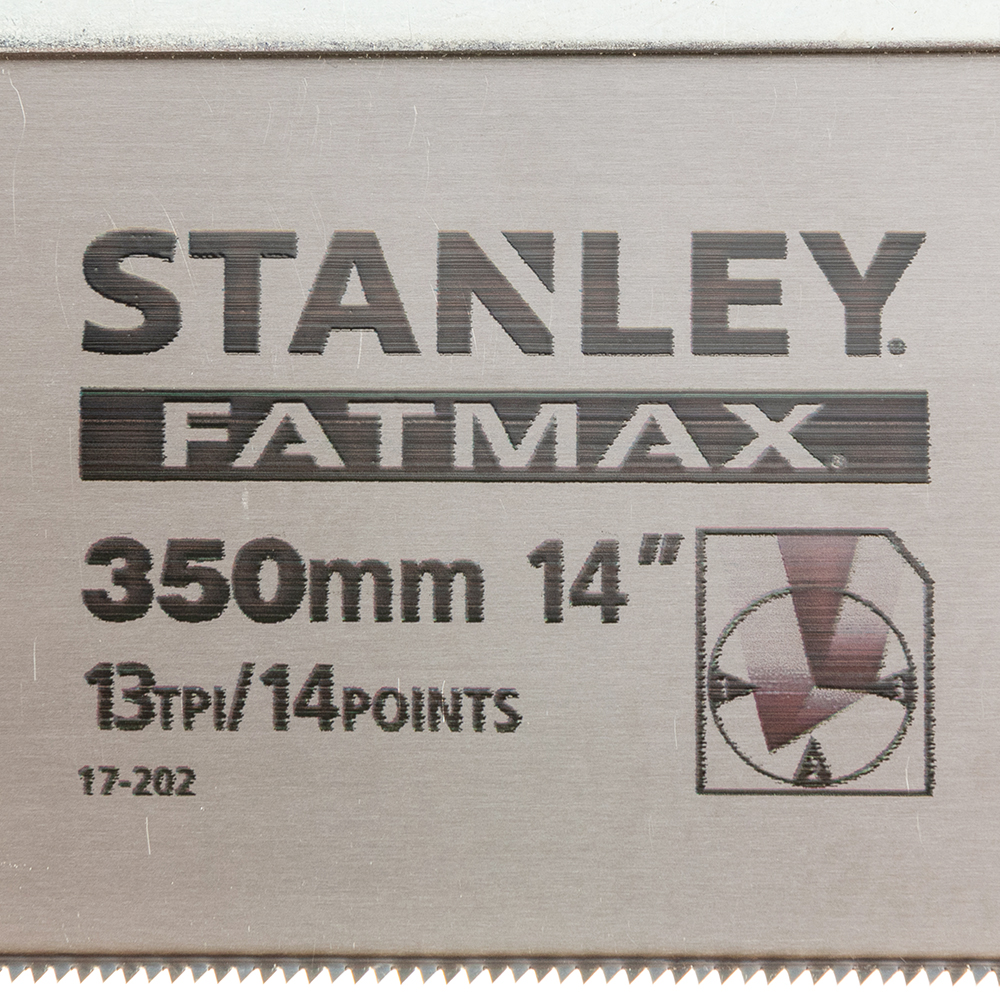 STANLEY.
FATMAX®
350mm 14"
13TPI/14POINTS
17-202